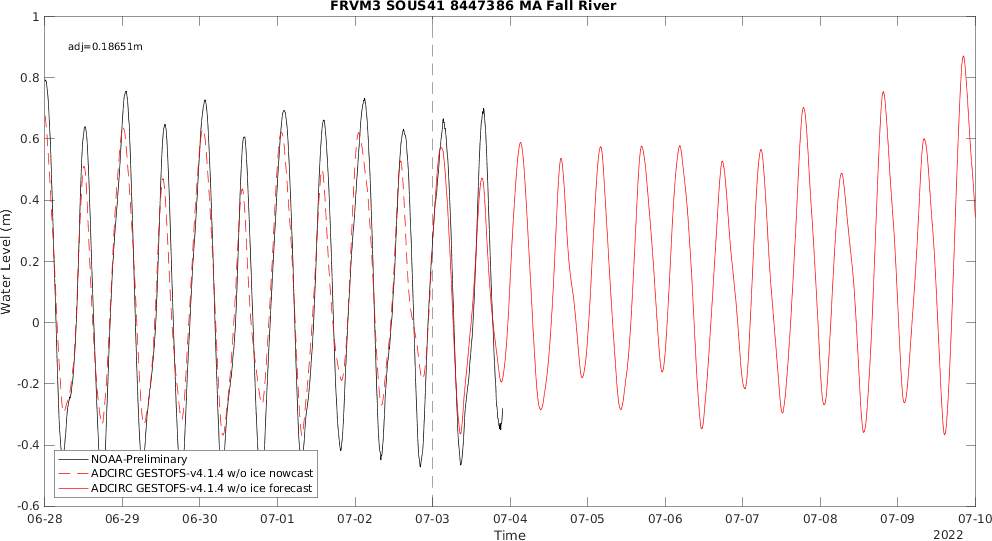 FRVM3 SOUS41 8447386 MA Fall River
adj=0.18651m
1
0.8
0.6
0.4
0.2
0
-0.2
-0.4
-0.6
Water Level (m)
NOAA-Preliminary
ADCIRC GESTOFS-v4.1.4 w/o ice nowcast
ADCIRC GESTOFS-v4.1.4 w/o ice forecast
06-28 06-29 06-30 07-01 07-02 07-03 07-04 07-05 07-06 07-07 07-08 07-09 07-10
Time
2022